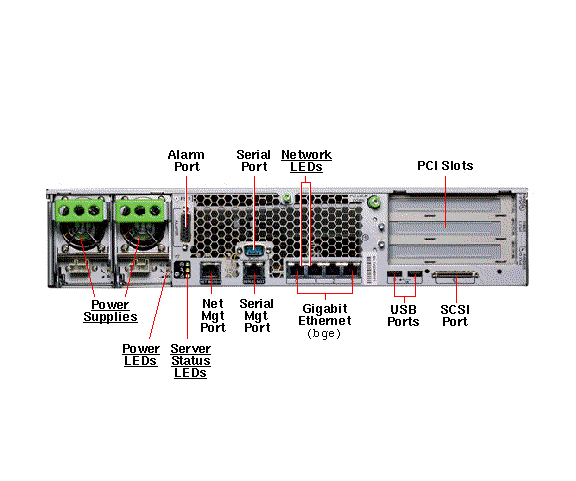 Alarm
Port
Serial
Port
Network
LEDs
PCI Slots
Power
Supplies
Net
Mgt
Port
Serial
Mgt
Port
Gigabit
Ethernet
(bge)
USB
Ports
SCSI
Port
Power
LEDs
Server
Status
LEDs